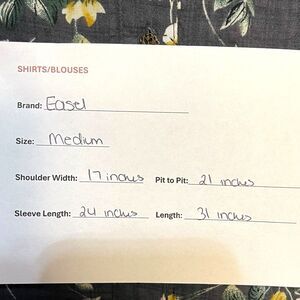 SHIRTS/BLOUSES
Brand: Easel
Size: Medium
Shoulder Width: 17 inches Pit to Pit: 21 inches
Sleeve Length: 24 inches Length: 31 inches